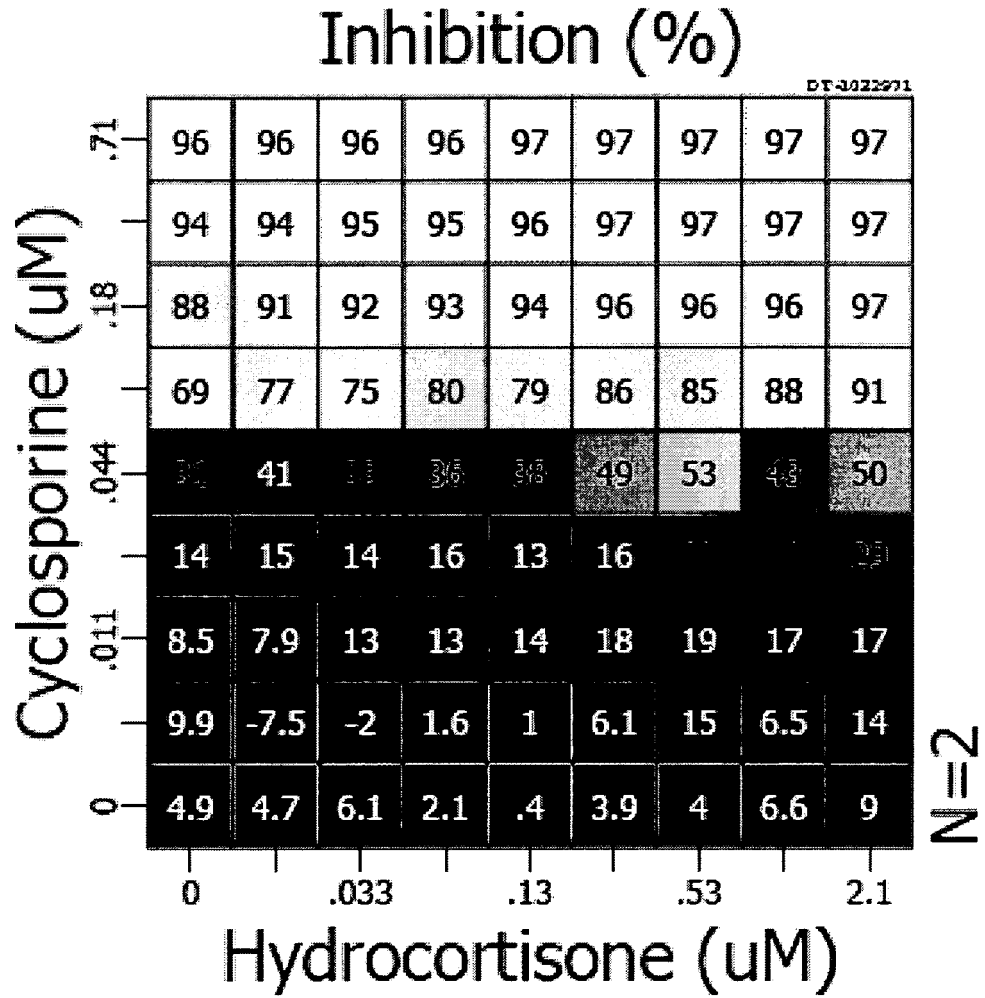 Inhibition (%)
.71 96 96 96 96 97 97 97 97 97
94 94 95 95 96 97 97 97 97
.18 88 91 92 93 94 96 96 96 97
69 77 75 80 79 86 85 88 91
.044 41 36 49 53 50
14 15 14 16 13 16
.011 8.5 7.9 13 13 14 18 19 17 17
9.9 -7.5 -2 1.6 1 6.1 15 6.5 14
0 4.9 4.7 6.1 2.1 .4 3.9 4 6.6 9
0 .033 .13 .53 2.1
Cyclosporine (uM)
Hydrocortisone (uM)
N=2